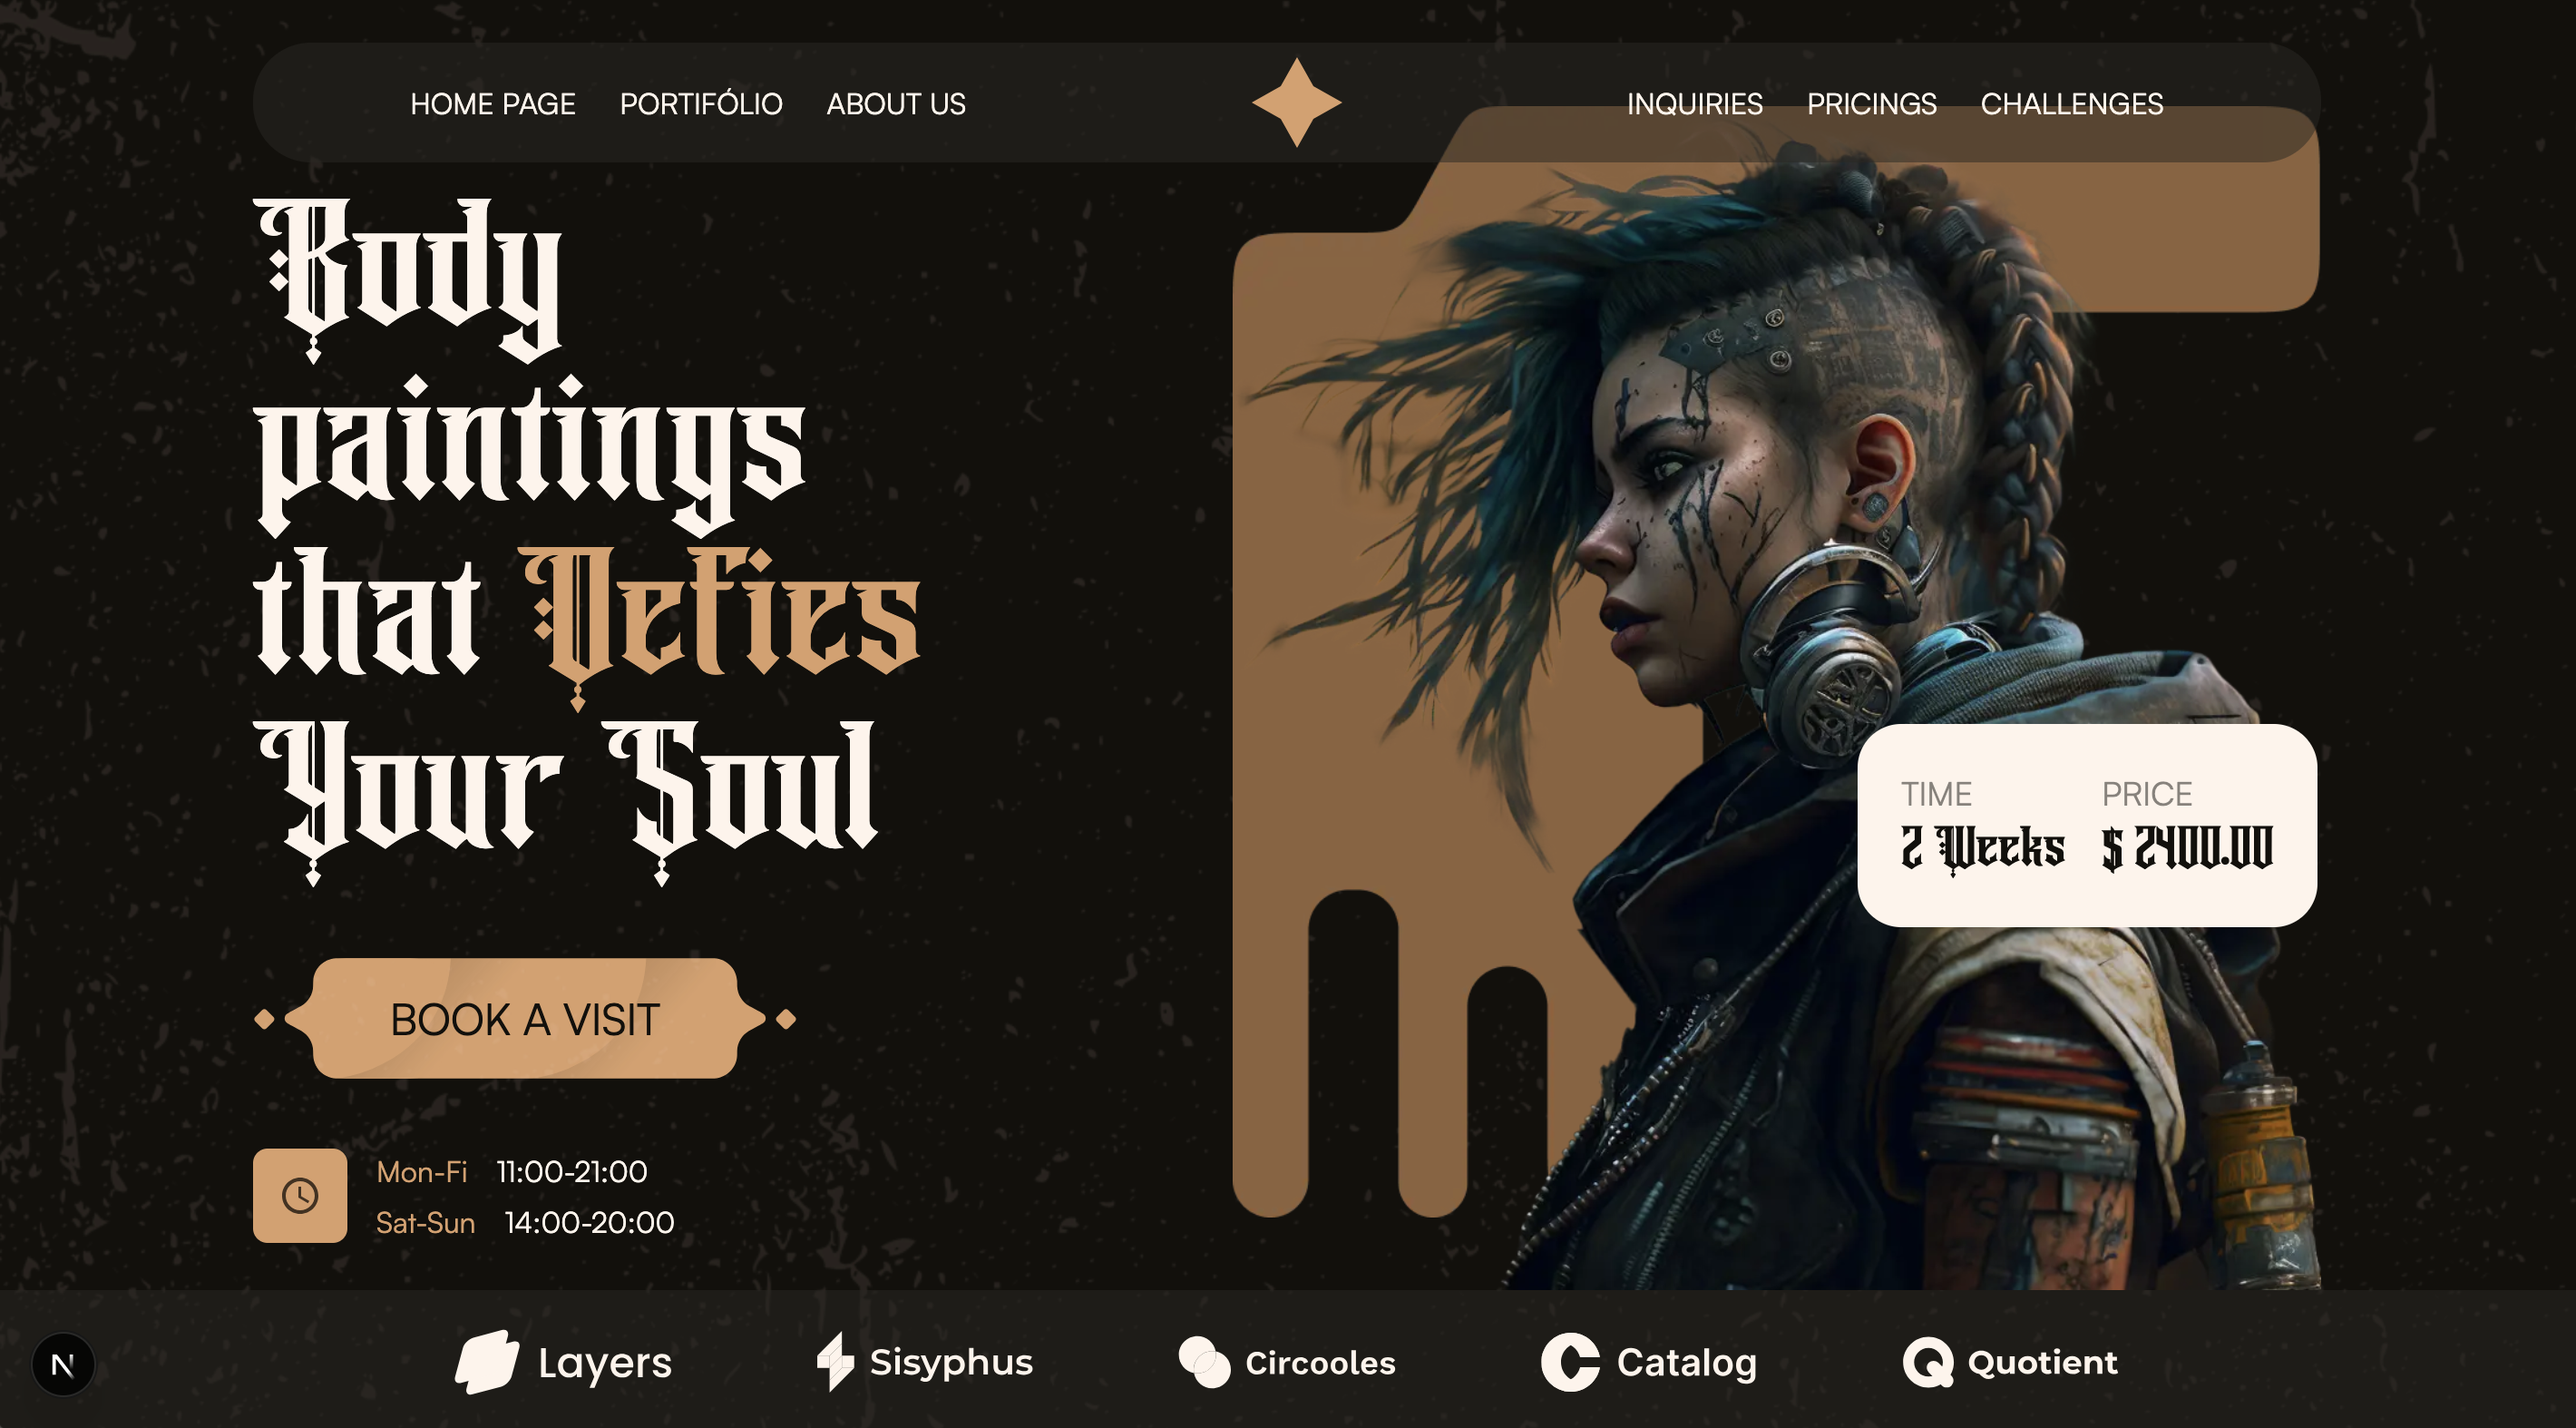 HOME PAGE PORTIFÓLIO ABOUT US INQUIRIES PRICINGS CHALLENGES
Body
paintings
that Defies
Your Soul
TIME PRICE
2 Weeks $ 2400.00
BOOK A VISIT
Mon-Fi 11:00-21:00
Sat-Sun 14:00-20:00
N Layers Sisyphus Circooles Catalog Quotient